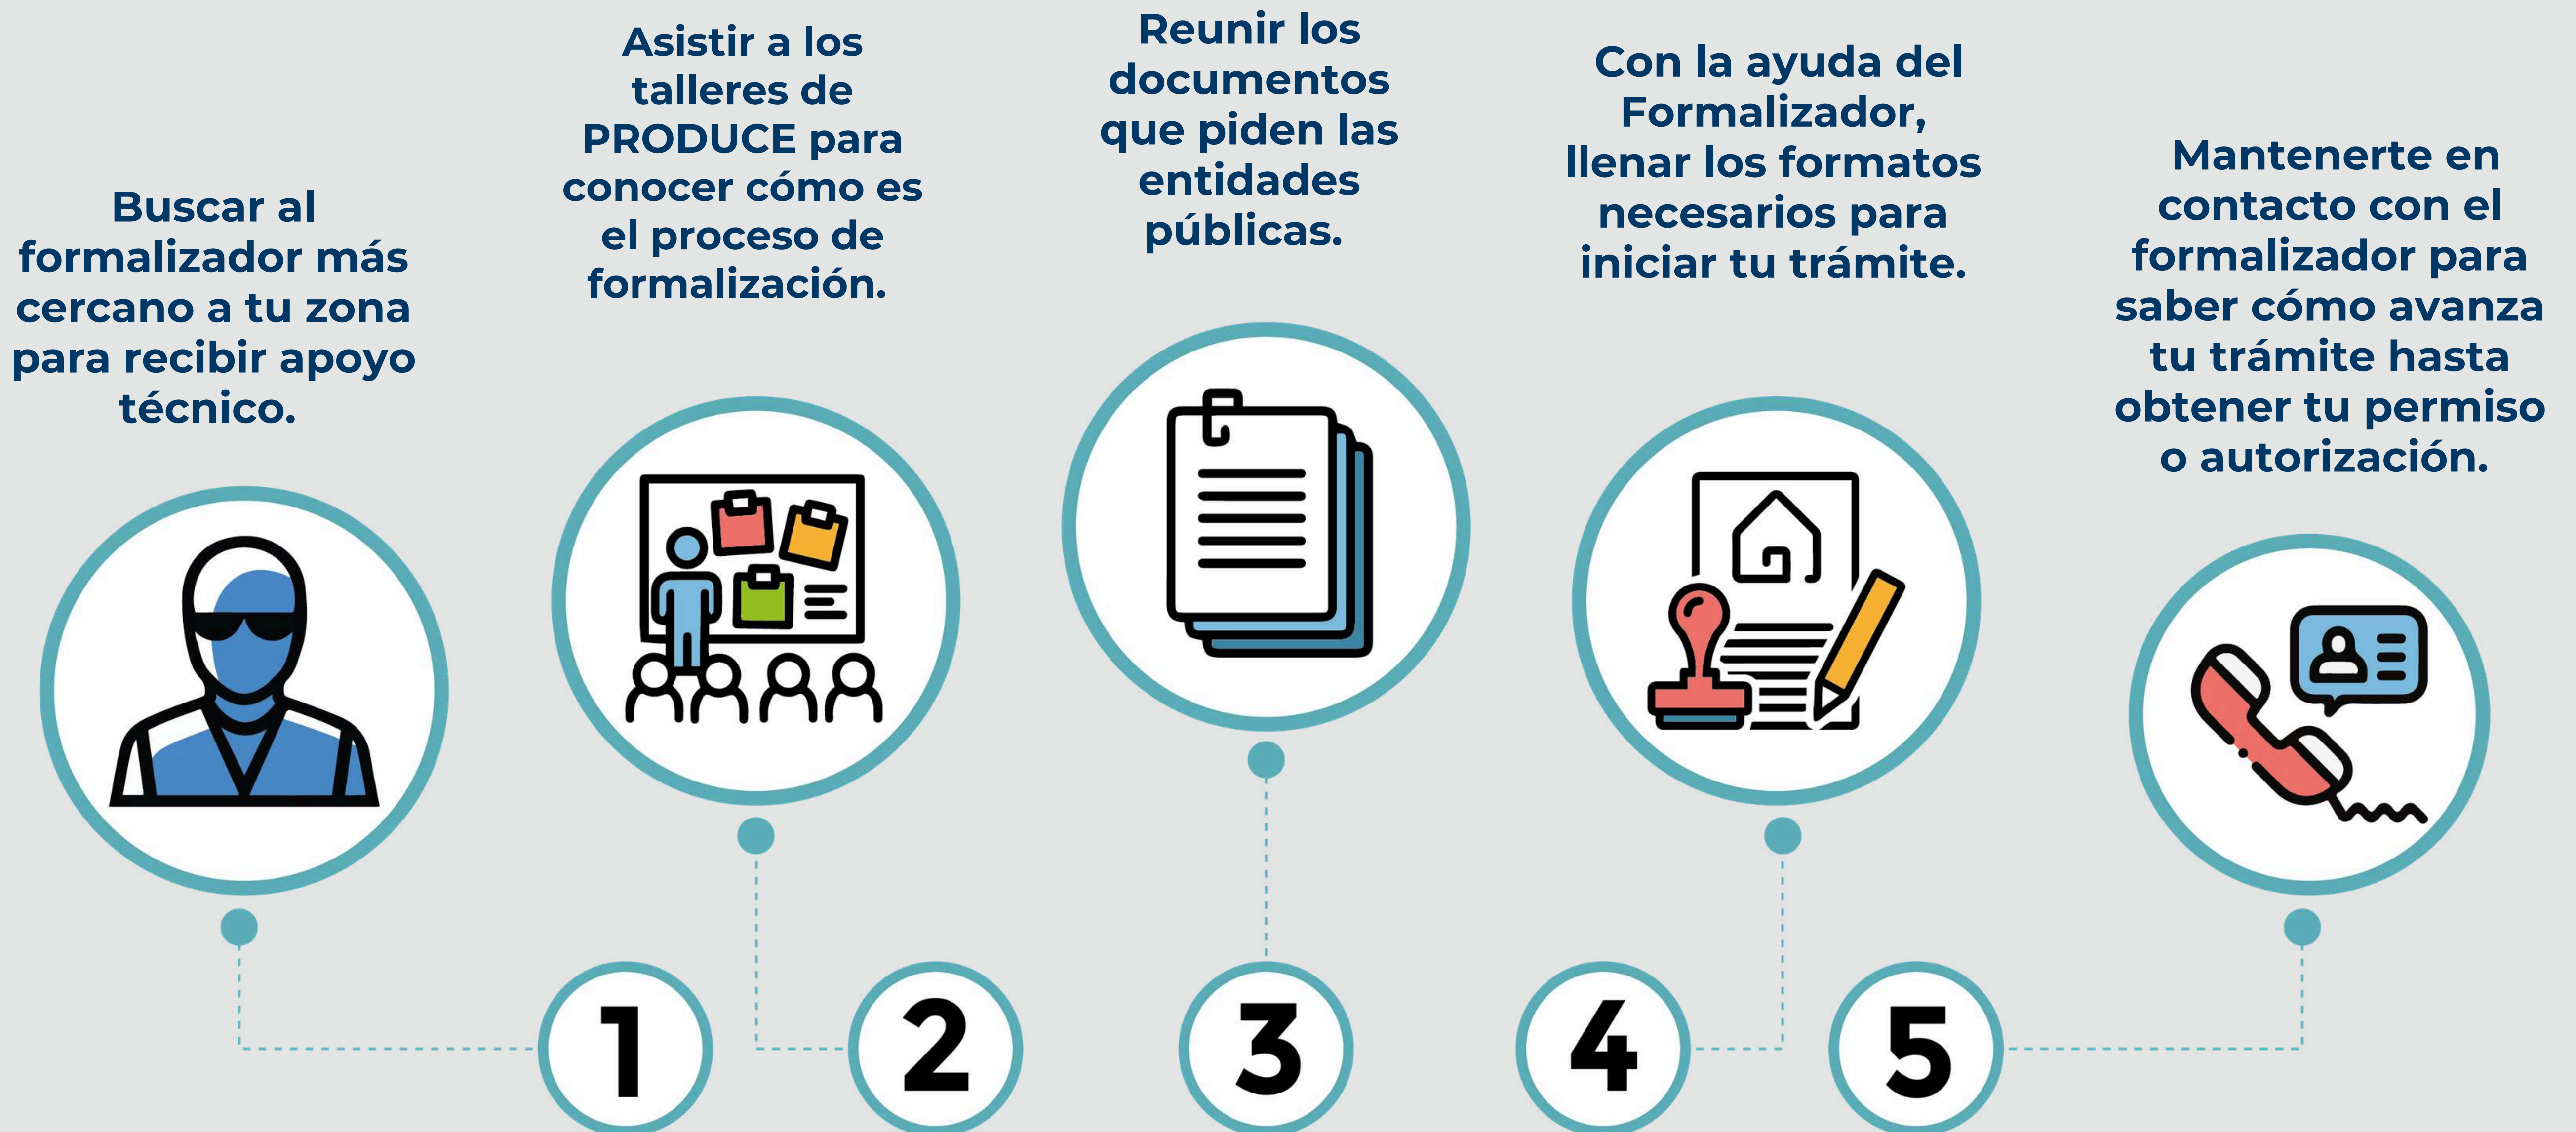 Buscar al
formalizador más
cercano a tu zona
para recibir apoyo
técnico.
Asistir a los
talleres de
PRODUCE para
conocer cómo es
el proceso de
formalización.
Reunir los
documentos
que piden las
entidades
públicas.
Con la ayuda del
Formalizador,
llenar los formatos
necesarios para
iniciar tu trámite.
Mantenerte en
contacto con el
formalizador para
saber cómo avanza
tu trámite hasta
obtener tu permiso
o autorización.
1
2
3
4
5